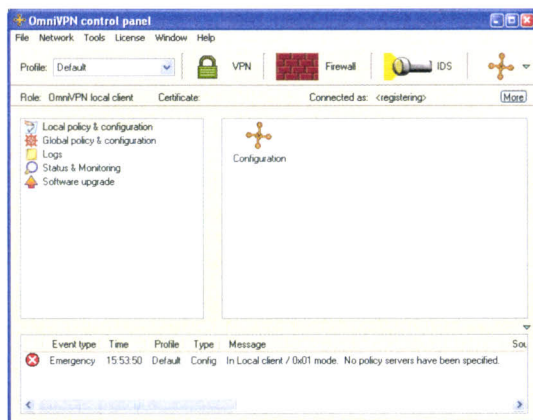 OmniVPN control panel
File Network Tools License Window Help
Profile: Default VPN Firewall IDS
Role: OmniVPN local client Certificate: Connected as: <registering> More
Local policy & configuration
Global policy & configuration
Logs
Status & Monitoring
Software upgrade
Configuration
Event type Time Profile Type Message Sou
Emergency 15:53:50 Default Config In Local client / 0x01 mode. No policy servers have been specified.